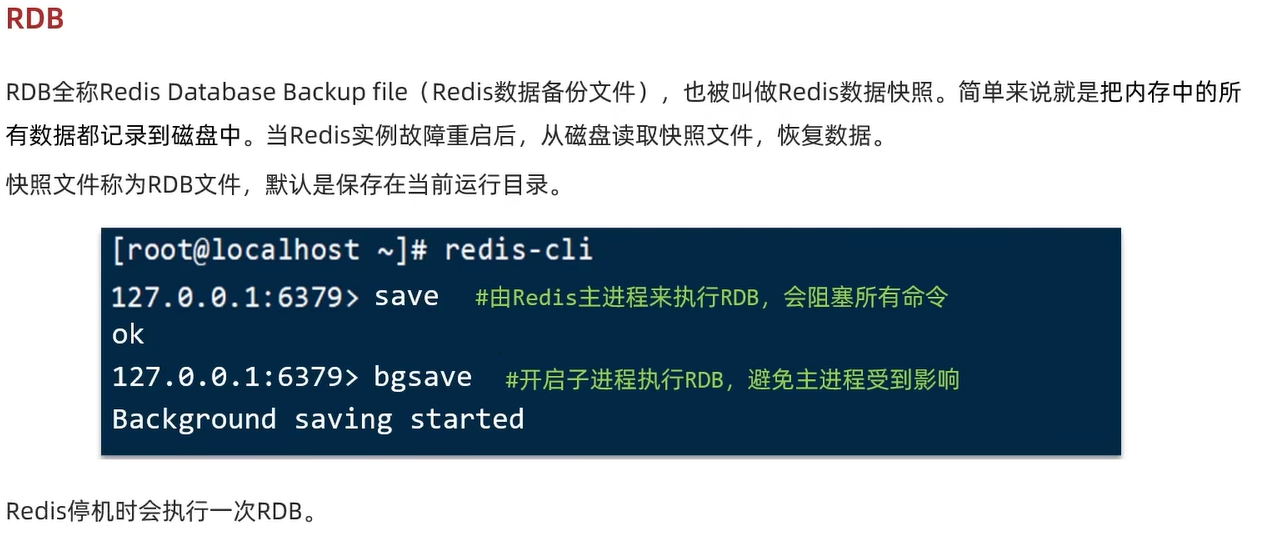 RDB
RDB全称Redis Database Backup file（Redis数据备份文件），也被叫做Redis数据快照。简单来说就是把内存中的所
有数据都记录到磁盘中。当Redis实例故障重启后，从磁盘读取快照文件，恢复数据。
快照文件称为RDB文件，默认是保存在当前运行目录。
[root@localhost ~]# redis-cli
127.0.0.1:6379> save #由Redis主进程来执行RDB，会阻塞所有命令
ok
127.0.0.1:6379> bgsave #开启子进程执行RDB，避免主进程受到影响
Background saving started
Redis停机时会执行一次RDB。